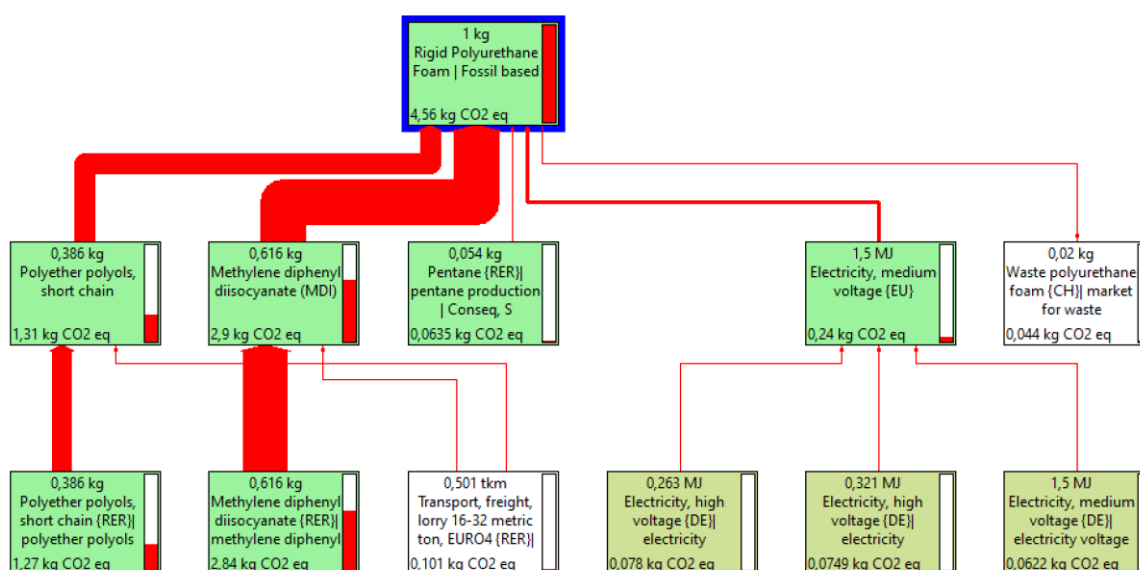 1 kg
Rigid Polyurethane
Foam | Fossil based
4,56 kg CO2 eq
0,386 kg
Polyether polyols,
short chain
1,31 kg CO2 eq
0,616 kg
Methylene diphenyl
diisocyanate (MDI)
2,9 kg CO2 eq
0,054 kg
Pentane {RER}|
pentane production
| Conseq, S
0,0635 kg CO2 eq
1,5 MJ
Electricity, medium
voltage {EU}
0,24 kg CO2 eq
0,02 kg
Waste polyurethane
foam {CH}| market
for waste
0,044 kg CO2 eq
0,386 kg
Polyether polyols,
short chain {RER}|
polyether polyols
1,27 kg CO2 eq
0,616 kg
Methylene diphenyl
diisocyanate {RER}|
methylene diphenyl
2,84 kg CO2 eq
0,501 tkm
Transport, freight,
lorry 16-32 metric
ton, EURO4 {RER}|
0,101 kg CO2 eq
0,263 MJ
Electricity, high
voltage {DE}|
electricity
0,078 kg CO2 eq
0,321 MJ
Electricity, high
voltage {DE}|
electricity
0,0749 kg CO2 eq
1,5 MJ
Electricity, medium
voltage {DE}|
electricity voltage
0,0622 kg CO2 eq